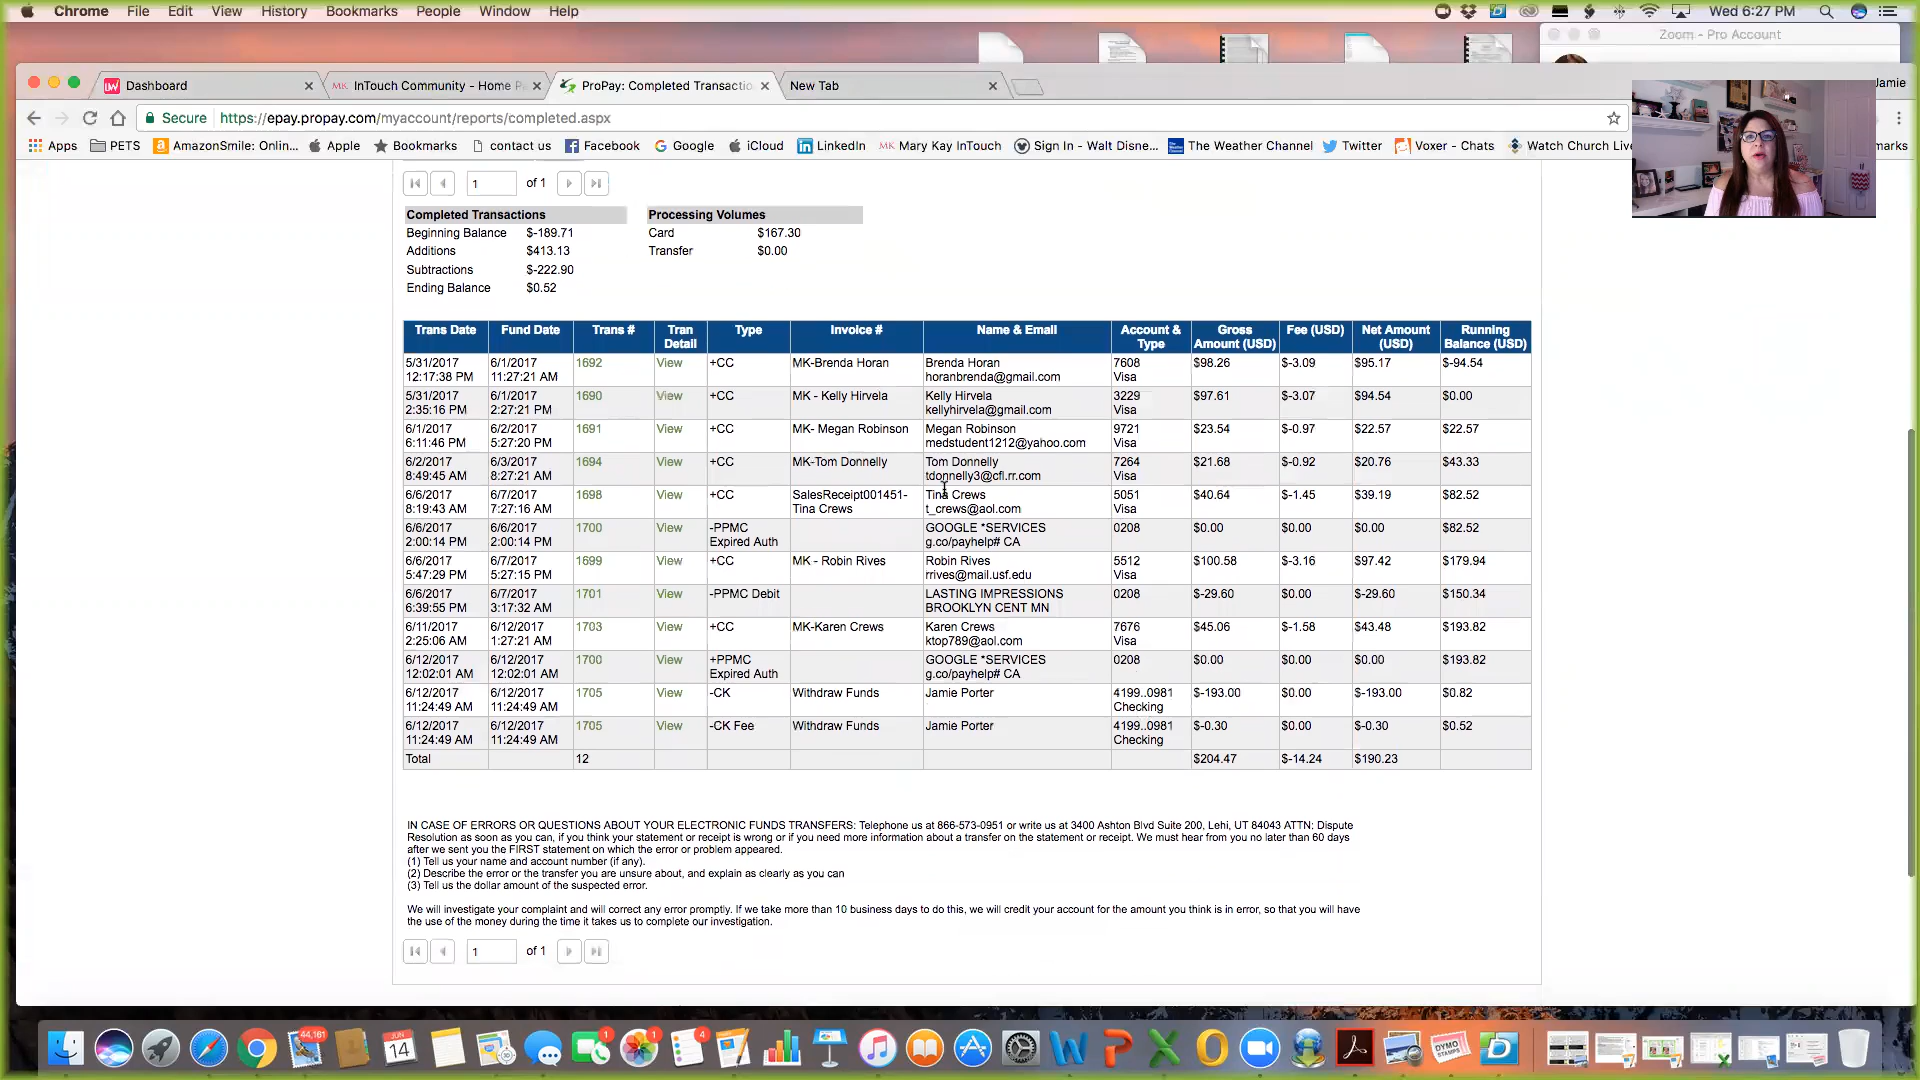 Chrome File Edit View History Bookmarks People Window Help Wed 6:27 PM
Zoom - Pro Account
Dashboard MK InTouch Community - Home P ProPay: Completed Transactio New Tab Jamie
Secure https://epay.propay.com/myaccount/reports/completed.aspx
Apps PETS AmazonSmile: Onlin... Apple Bookmarks contact us Facebook Google iCloud LinkedIn MK Mary Kay InTouch Sign In - Walt Disne... The Weather Channel Twitter Voxer - Chats Watch Church Live marks
1 of 1
Completed Transactions Processing Volumes
Beginning Balance $-189.71 Card $167.30
Additions $413.13 Transfer $0.00
Subtractions $-222.90
Ending Balance $0.52
Trans Date Fund Date Trans # Tran Type Invoice # Name & Email Account & Gross Fee (USD) Net Amount Running
Detail Type Amount (USD) (USD) Balance (USD)
5/31/2017 6/1/2017 1692 View +CC MK-Brenda Horan Brenda Horan 7608 $98.26 $-3.09 $95.17 $-94.54
12:17:38 PM 11:27:21 AM horanbrenda@gmail.com Visa
5/31/2017 6/1/2017 1690 View +CC MK - Kelly Hirvela Kelly Hirvela 3229 $97.61 $-3.07 $94.54 $0.00
2:35:16 PM 2:27:21 PM kellyhirvela@gmail.com Visa
6/1/2017 6/2/2017 1691 View +CC MK- Megan Robinson Megan Robinson 9721 $23.54 $-0.97 $22.57 $22.57
6:11:46 PM 5:27:20 PM medstudent1212@yahoo.com Visa
6/2/2017 6/3/2017 1694 View +CC MK-Tom Donnelly Tom Donnelly 7264 $21.68 $-0.92 $20.76 $43.33
8:49:45 AM 8:27:21 AM tdonnelly3@cfl.rr.com Visa
6/6/2017 6/7/2017 1698 View +CC SalesReceipt001451- Tina Crews 5051 $40.64 $-1.45 $39.19 $82.52
8:19:43 AM 7:27:16 AM Tina Crews t_crews@aol.com Visa
6/6/2017 6/6/2017 1700 View -PPMC GOOGLE *SERVICES 0208 $0.00 $0.00 $0.00 $82.52
2:00:14 PM 2:00:14 PM Expired Auth g.co/payhelp# CA
6/6/2017 6/7/2017 1699 View +CC MK - Robin Rives Robin Rives 5512 $100.58 $-3.16 $97.42 $179.94
5:47:29 PM 5:27:15 PM rrives@mail.usf.edu Visa
6/6/2017 6/7/2017 1701 View -PPMC Debit LASTING IMPRESSIONS 0208 $-29.60 $0.00 $-29.60 $150.34
6:39:55 PM 3:17:32 AM BROOKLYN CENT MN
6/11/2017 6/12/2017 1703 View +CC MK-Karen Crews Karen Crews 7676 $45.06 $-1.58 $43.48 $193.82
2:25:06 AM 1:27:21 AM ktop789@aol.com Visa
6/12/2017 6/12/2017 1700 View +PPMC GOOGLE *SERVICES 0208 $0.00 $0.00 $0.00 $193.82
12:02:01 AM 12:02:01 AM Expired Auth g.co/payhelp# CA
6/12/2017 6/12/2017 1705 View -CK Withdraw Funds Jamie Porter 4199..0981 $-193.00 $0.00 $-193.00 $0.82
11:24:49 AM 11:24:49 AM Checking
6/12/2017 6/12/2017 1705 View -CK Fee Withdraw Funds Jamie Porter 4199..0981 $-0.30 $0.00 $-0.30 $0.52
11:24:49 AM 11:24:49 AM Checking
Total 12 $204.47 $-14.24 $190.23
IN CASE OF ERRORS OR QUESTIONS ABOUT YOUR ELECTRONIC FUNDS TRANSFERS: Telephone us at 866-573-0951 or write us at 3400 Ashton Blvd Suite 200, Lehi, UT 84043 ATTN: Dispute
Resolution as soon as you can, if you think your statement or receipt is wrong or if you need more information about a transfer on the statement or receipt. We must hear from you no later than 60 days
after we sent you the FIRST statement on which the error or problem appeared.
(1) Tell us your name and account number (if any).
(2) Describe the error or the transfer you are unsure about, and explain as clearly as you can
(3) Tell us the dollar amount of the suspected error.
We will investigate your complaint and will correct any error promptly. If we take more than 10 business days to do this, we will credit your account for the amount you think is in error, so that you will have
the use of the money during the time it takes us to complete our investigation.
1 of 1
44,161 JUN 14 1 1 4 DYMO STAMPS